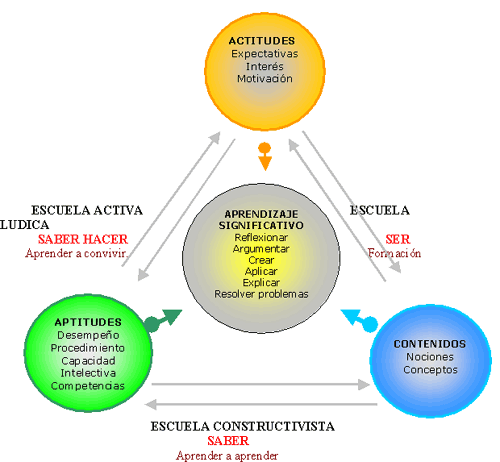 ACTITUDES
Expectativas
Interés
Motivación
ESCUELA ACTIVA
LUDICA
SABER HACER
Aprender a convivir.
APRENDIZAJE
SIGNIFICATIVO
Reflexionar
Argumentar
Crear
Aplicar
Explicar
Resolver problemas
ESCUELA
SER
Formación
APTITUDES
Desempeño
Procedimiento
Capacidad
Intelectiva
Competencias
CONTENIDOS
Nociones
Conceptos
ESCUELA CONSTRUCTIVISTA
SABER
Aprender a aprender